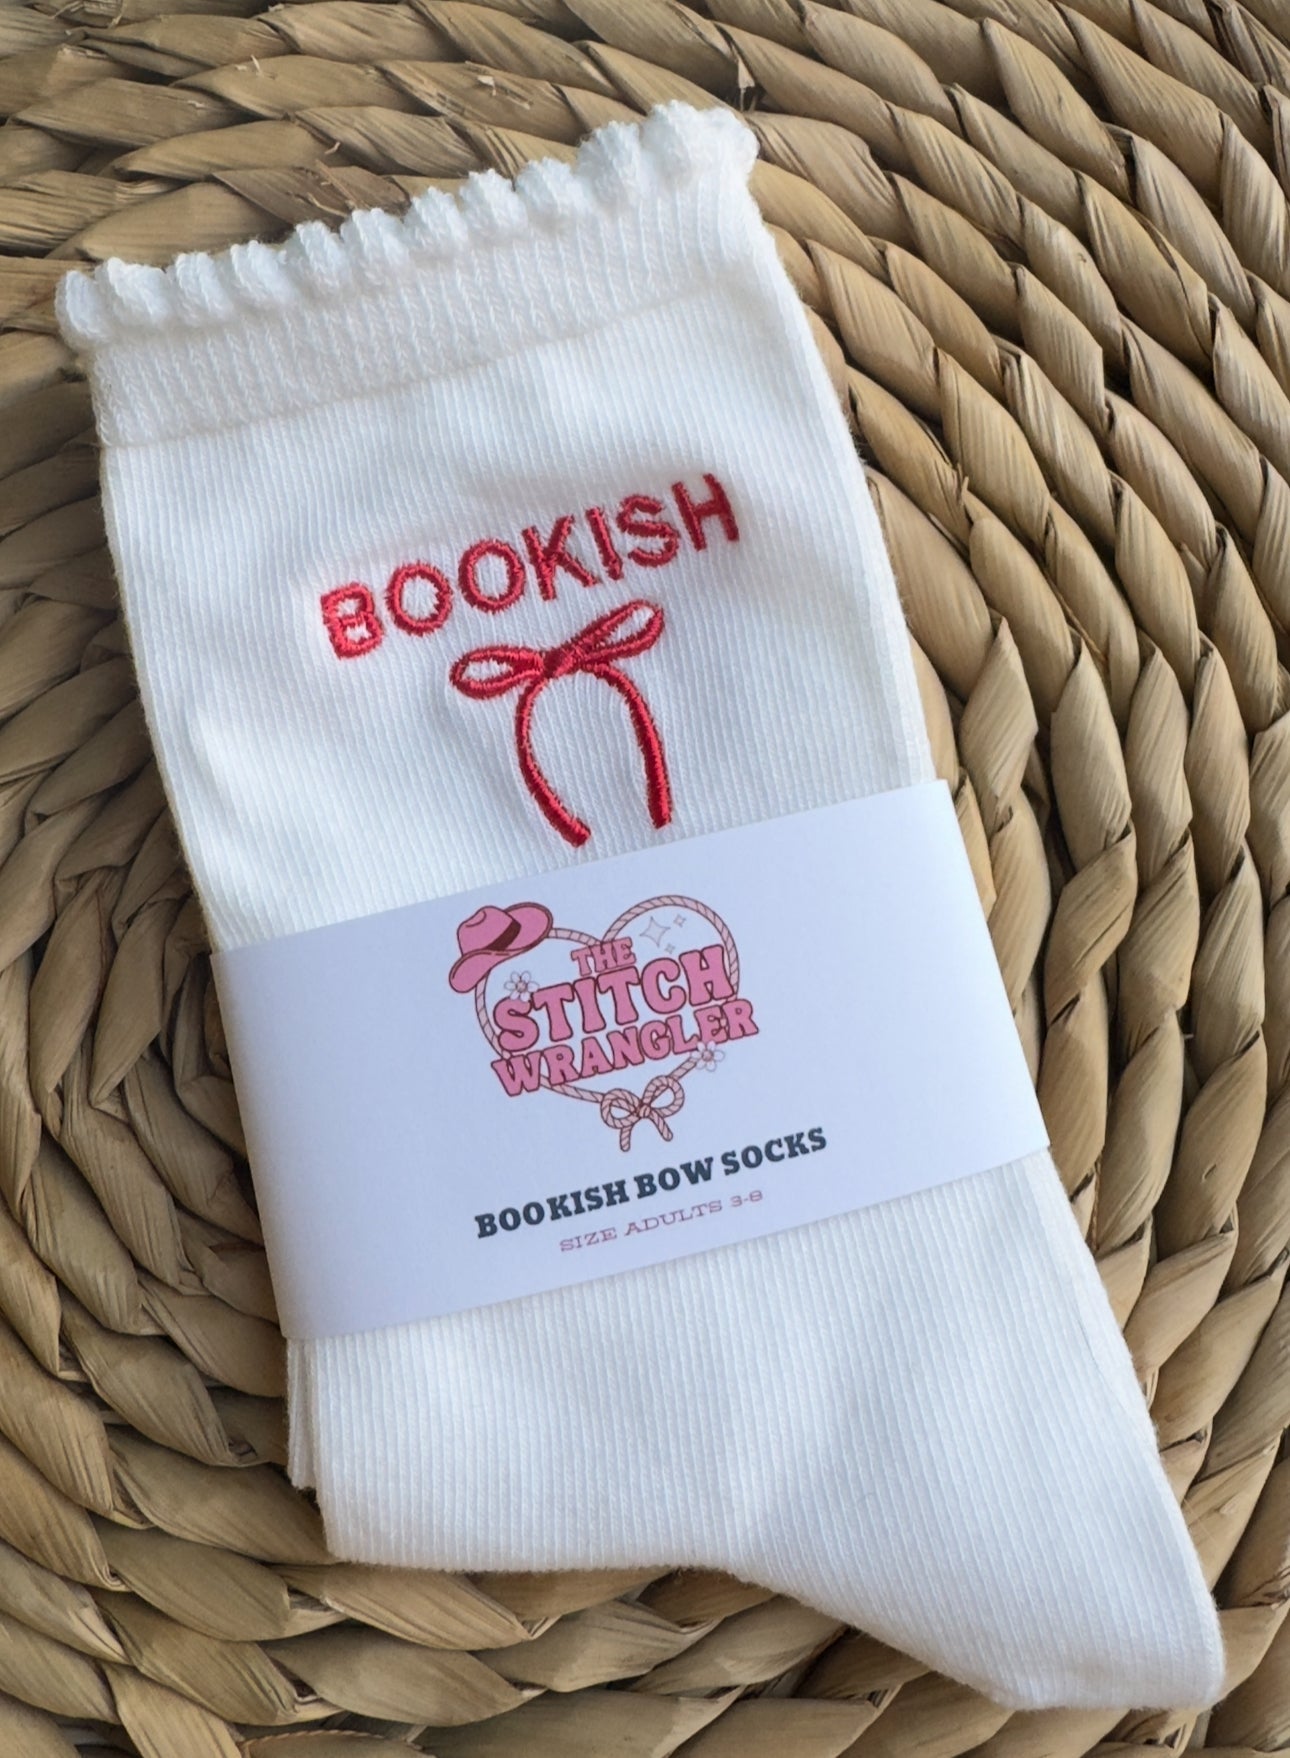 BOOKISH
THE
STITCH
WRANGLER
BOOKISH BOW SOCKS
SIZE ADULTS 3-8